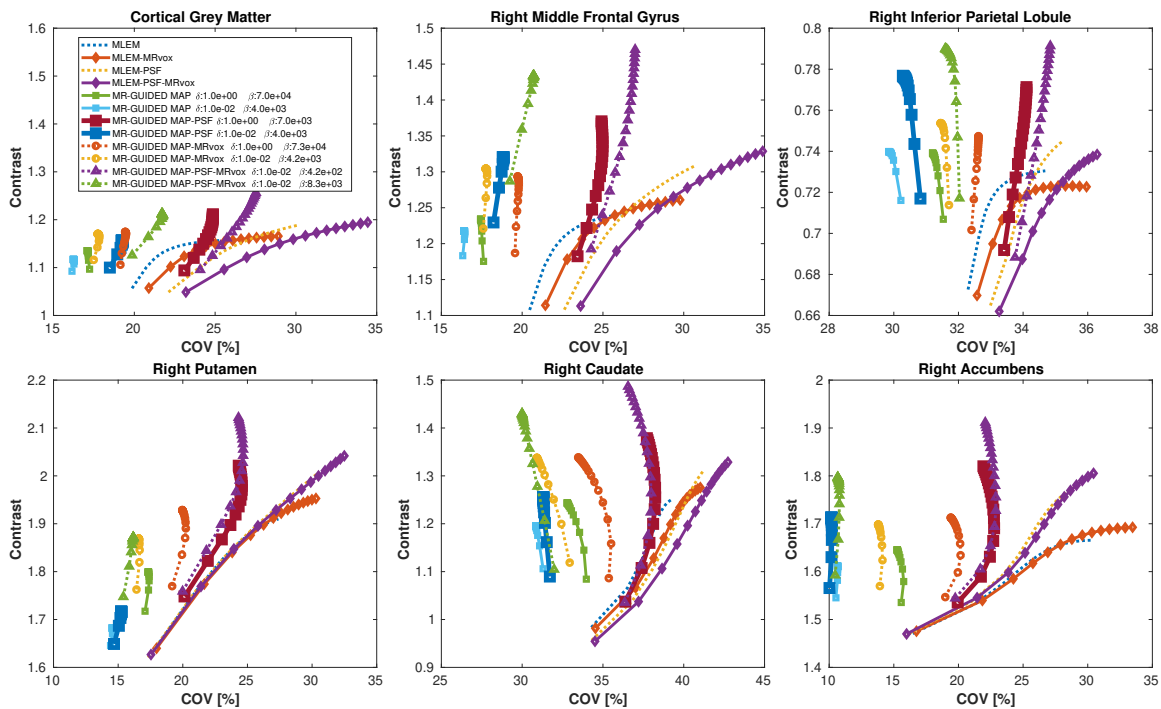 Cortical Grey Matter
1.6
1.5
1.4
1.3
1.2
1.1
1
Contrast
MLEM
MLEM-MRvox
MLEM-PSF
MLEM-PSF-MRvox
MR-GUIDED MAP δ:1.0e+00 β:7.0e+04
MR-GUIDED MAP δ:1.0e-02 β:4.0e+03
MR-GUIDED MAP-PSF δ:1.0e+00 β:7.0e+03
MR-GUIDED MAP-PSF δ:1.0e-02 β:4.0e+03
MR-GUIDED MAP-MRvox δ:1.0e+00 β:7.3e+04
MR-GUIDED MAP-MRvox δ:1.0e-02 β:4.2e+03
MR-GUIDED MAP-PSF-MRvox δ:1.0e-02 β:4.2e+02
MR-GUIDED MAP-PSF-MRvox δ:1.0e-02 β:8.3e+03
15 20 25 30 35
COV [%]
Right Middle Frontal Gyrus
1.5
1.45
1.4
1.35
1.3
1.25
1.2
1.15
1.1
Contrast
15 20 25 30 35
COV [%]
Right Inferior Parietal Lobule
0.8
0.78
0.76
0.74
0.72
0.7
0.68
0.66
Contrast
28 30 32 34 36 38
COV [%]
Right Putamen
2.2
2.1
2
1.9
1.8
1.7
1.6
Contrast
10 15 20 25 30 35
COV [%]
Right Caudate
1.5
1.4
1.3
1.2
1.1
1
0.9
Contrast
25 30 35 40 45
COV [%]
Right Accumbens
2
1.9
1.8
1.7
1.6
1.5
1.4
Contrast
10 15 20 25 30 35
COV [%]